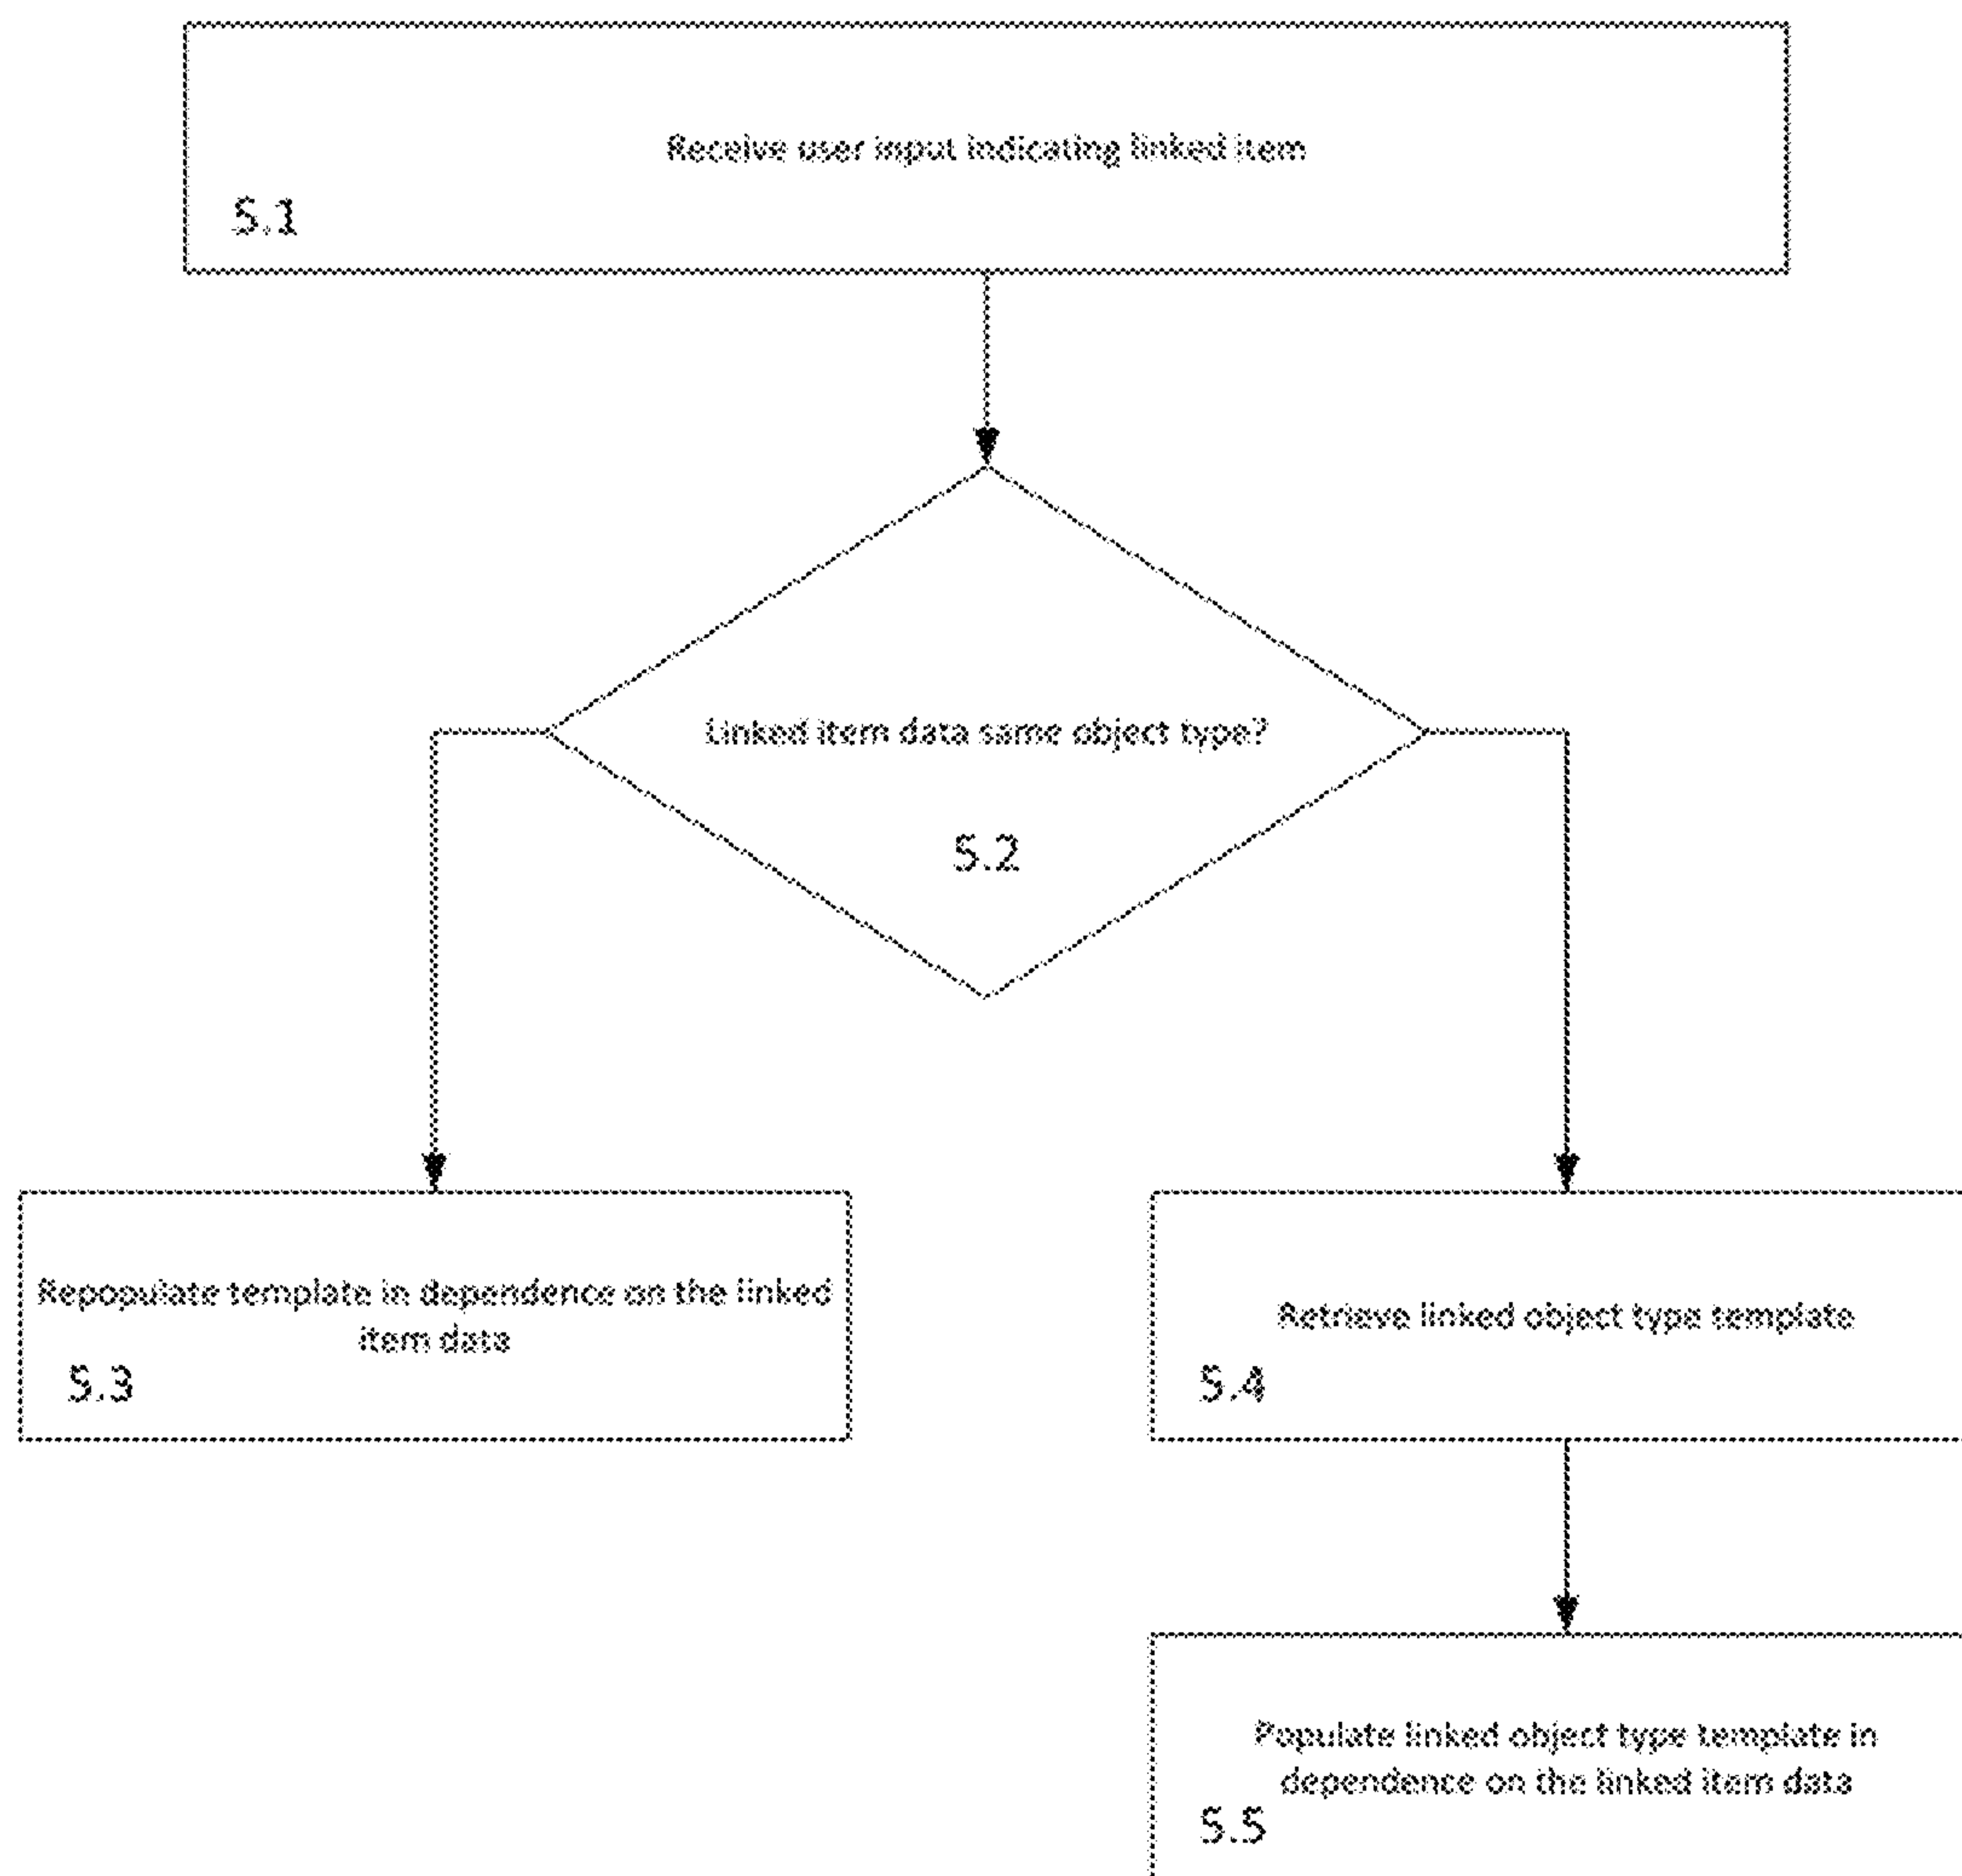 Receive user input indicating linked item
5.1
Linked item data same object type?
5.2
Repopulate template in dependence on the linked
item data
5.3
Retrieve linked object type template
5.4
Populate linked object type template in
dependence on the linked item data
5.5